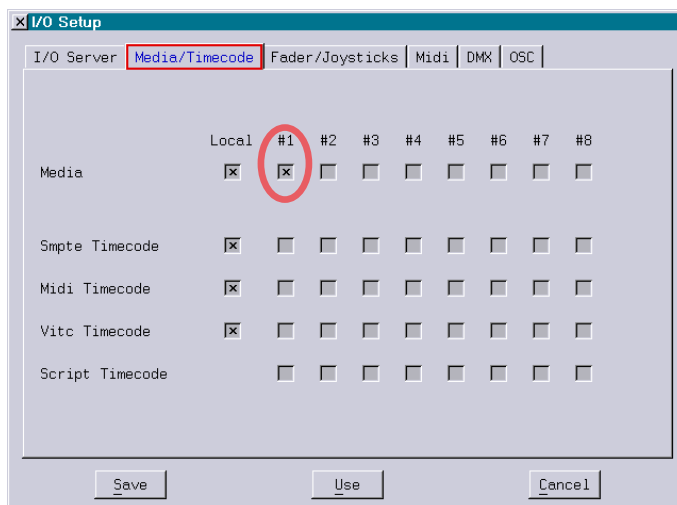 I/O Setup
I/O Server Media/Timecode Fader/Joysticks Midi DMX OSC
Local #1 #2 #3 #4 #5 #6 #7 #8
Media
Smpte Timecode
Midi Timecode
Vitc Timecode
Script Timecode
Save Use Cancel